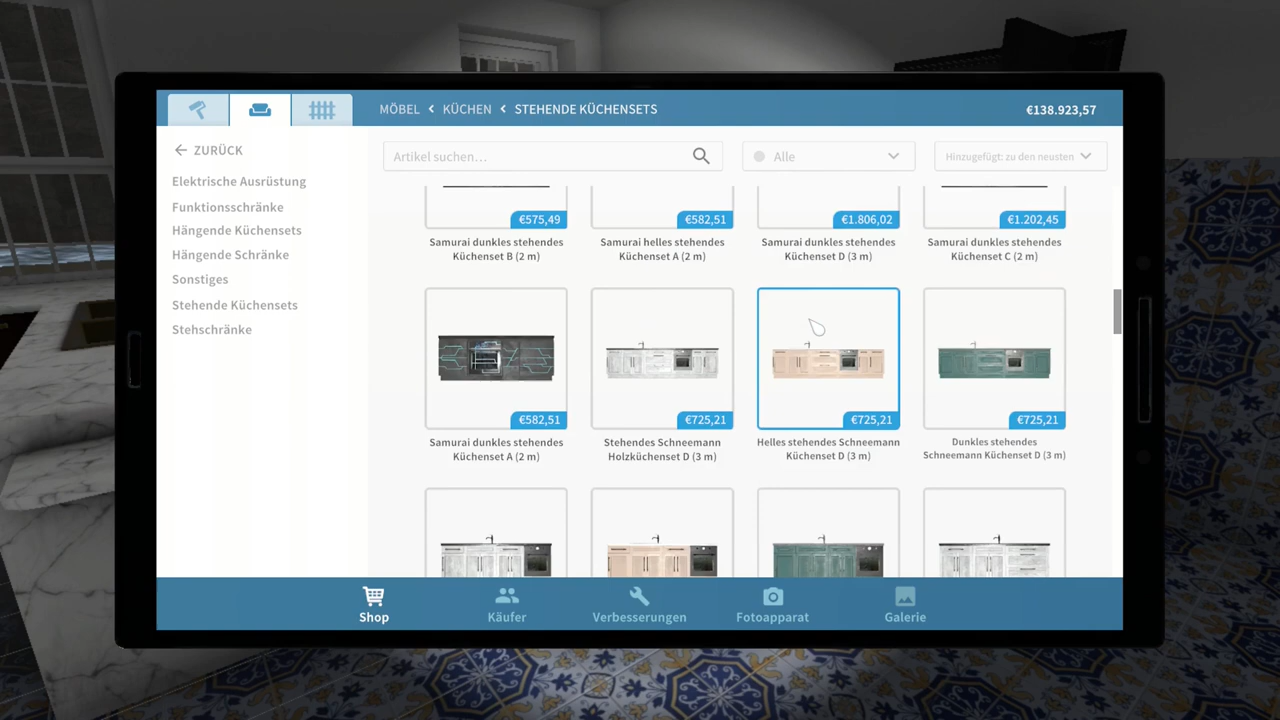 MÖBEL < KÜCHEN < STEHENDE KÜCHENSETS
€138.923,57
ZURÜCK
Artikel suchen...
Alle
Hinzugefügt: zu den neusten
Elektrische Ausrüstung
Funktionsschränke
Hängende Küchensets
Hängende Schränke
Sonstiges
Stehende Küchensets
Stehschränke
€575,49
€582,51
€1.806,02
€1.202,45
Samurai dunkles stehendes
Küchenset B (2 m)
Samurai helles stehendes
Küchenset A (2 m)
Samurai dunkles stehendes
Küchenset D (3 m)
Samurai dunkles stehendes
Küchenset C (2 m)
€582,51
€725,21
€725,21
€725,21
Samurai dunkles stehendes
Küchenset A (2 m)
Stehendes Schneemann
Holzküchenset D (3 m)
Helles stehendes Schneemann
Küchenset D (3 m)
Dunkles stehendes
Schneemann Küchenset D (3 m)
Shop
Käufer
Verbesserungen
Fotoapparat
Galerie